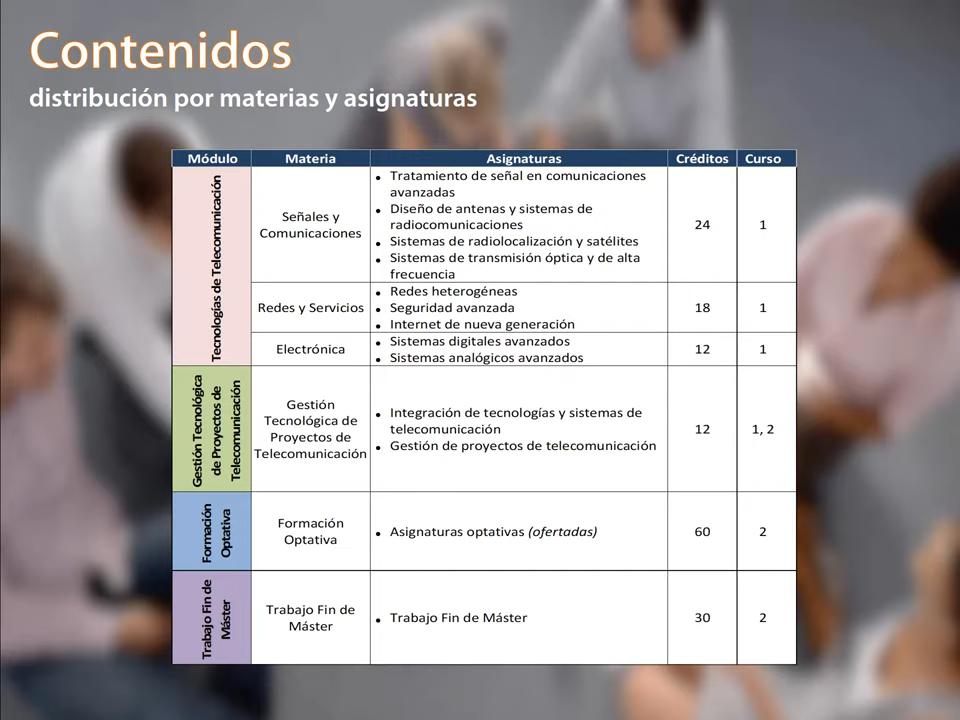 Contenidos
distribución por materias y asignaturas
Módulo Materia Asignaturas Créditos Curso
Tecnologías de Telecomunicación
Señales y
Comunicaciones
• Tratamiento de señal en comunicaciones
avanzadas
• Diseño de antenas y sistemas de
radiocomunicaciones
• Sistemas de radiolocalización y satélites
• Sistemas de transmisión óptica y de alta
frecuencia
24
1
Redes y Servicios
• Redes heterogéneas
• Seguridad avanzada
• Internet de nueva generación
18
1
Electrónica
• Sistemas digitales avanzados
• Sistemas analógicos avanzados
12
1
Gestión Tecnológica
de Proyectos de
Telecomunicación
Gestión
Tecnológica de
Proyectos de
Telecomunicación
• Integración de tecnologías y sistemas de
telecomunicación
• Gestión de proyectos de telecomunicación
12
1, 2
Formación
Optativa
Formación
Optativa
• Asignaturas optativas (ofertadas)
60
2
Trabajo Fin de
Máster
Trabajo Fin de
Máster
• Trabajo Fin de Máster
30
2